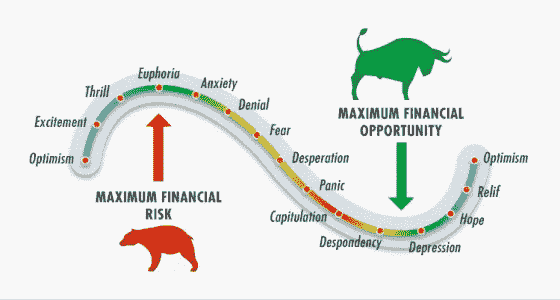 Euphoria
Thrill
Anxiety
Excitement
Denial
Optimism
Fear
MAXIMUM FINANCIAL
RISK
Desperation
Panic
Capitulation
Despondency
MAXIMUM FINANCIAL
OPPORTUNITY
Depression
Hope
Relif
Optimism